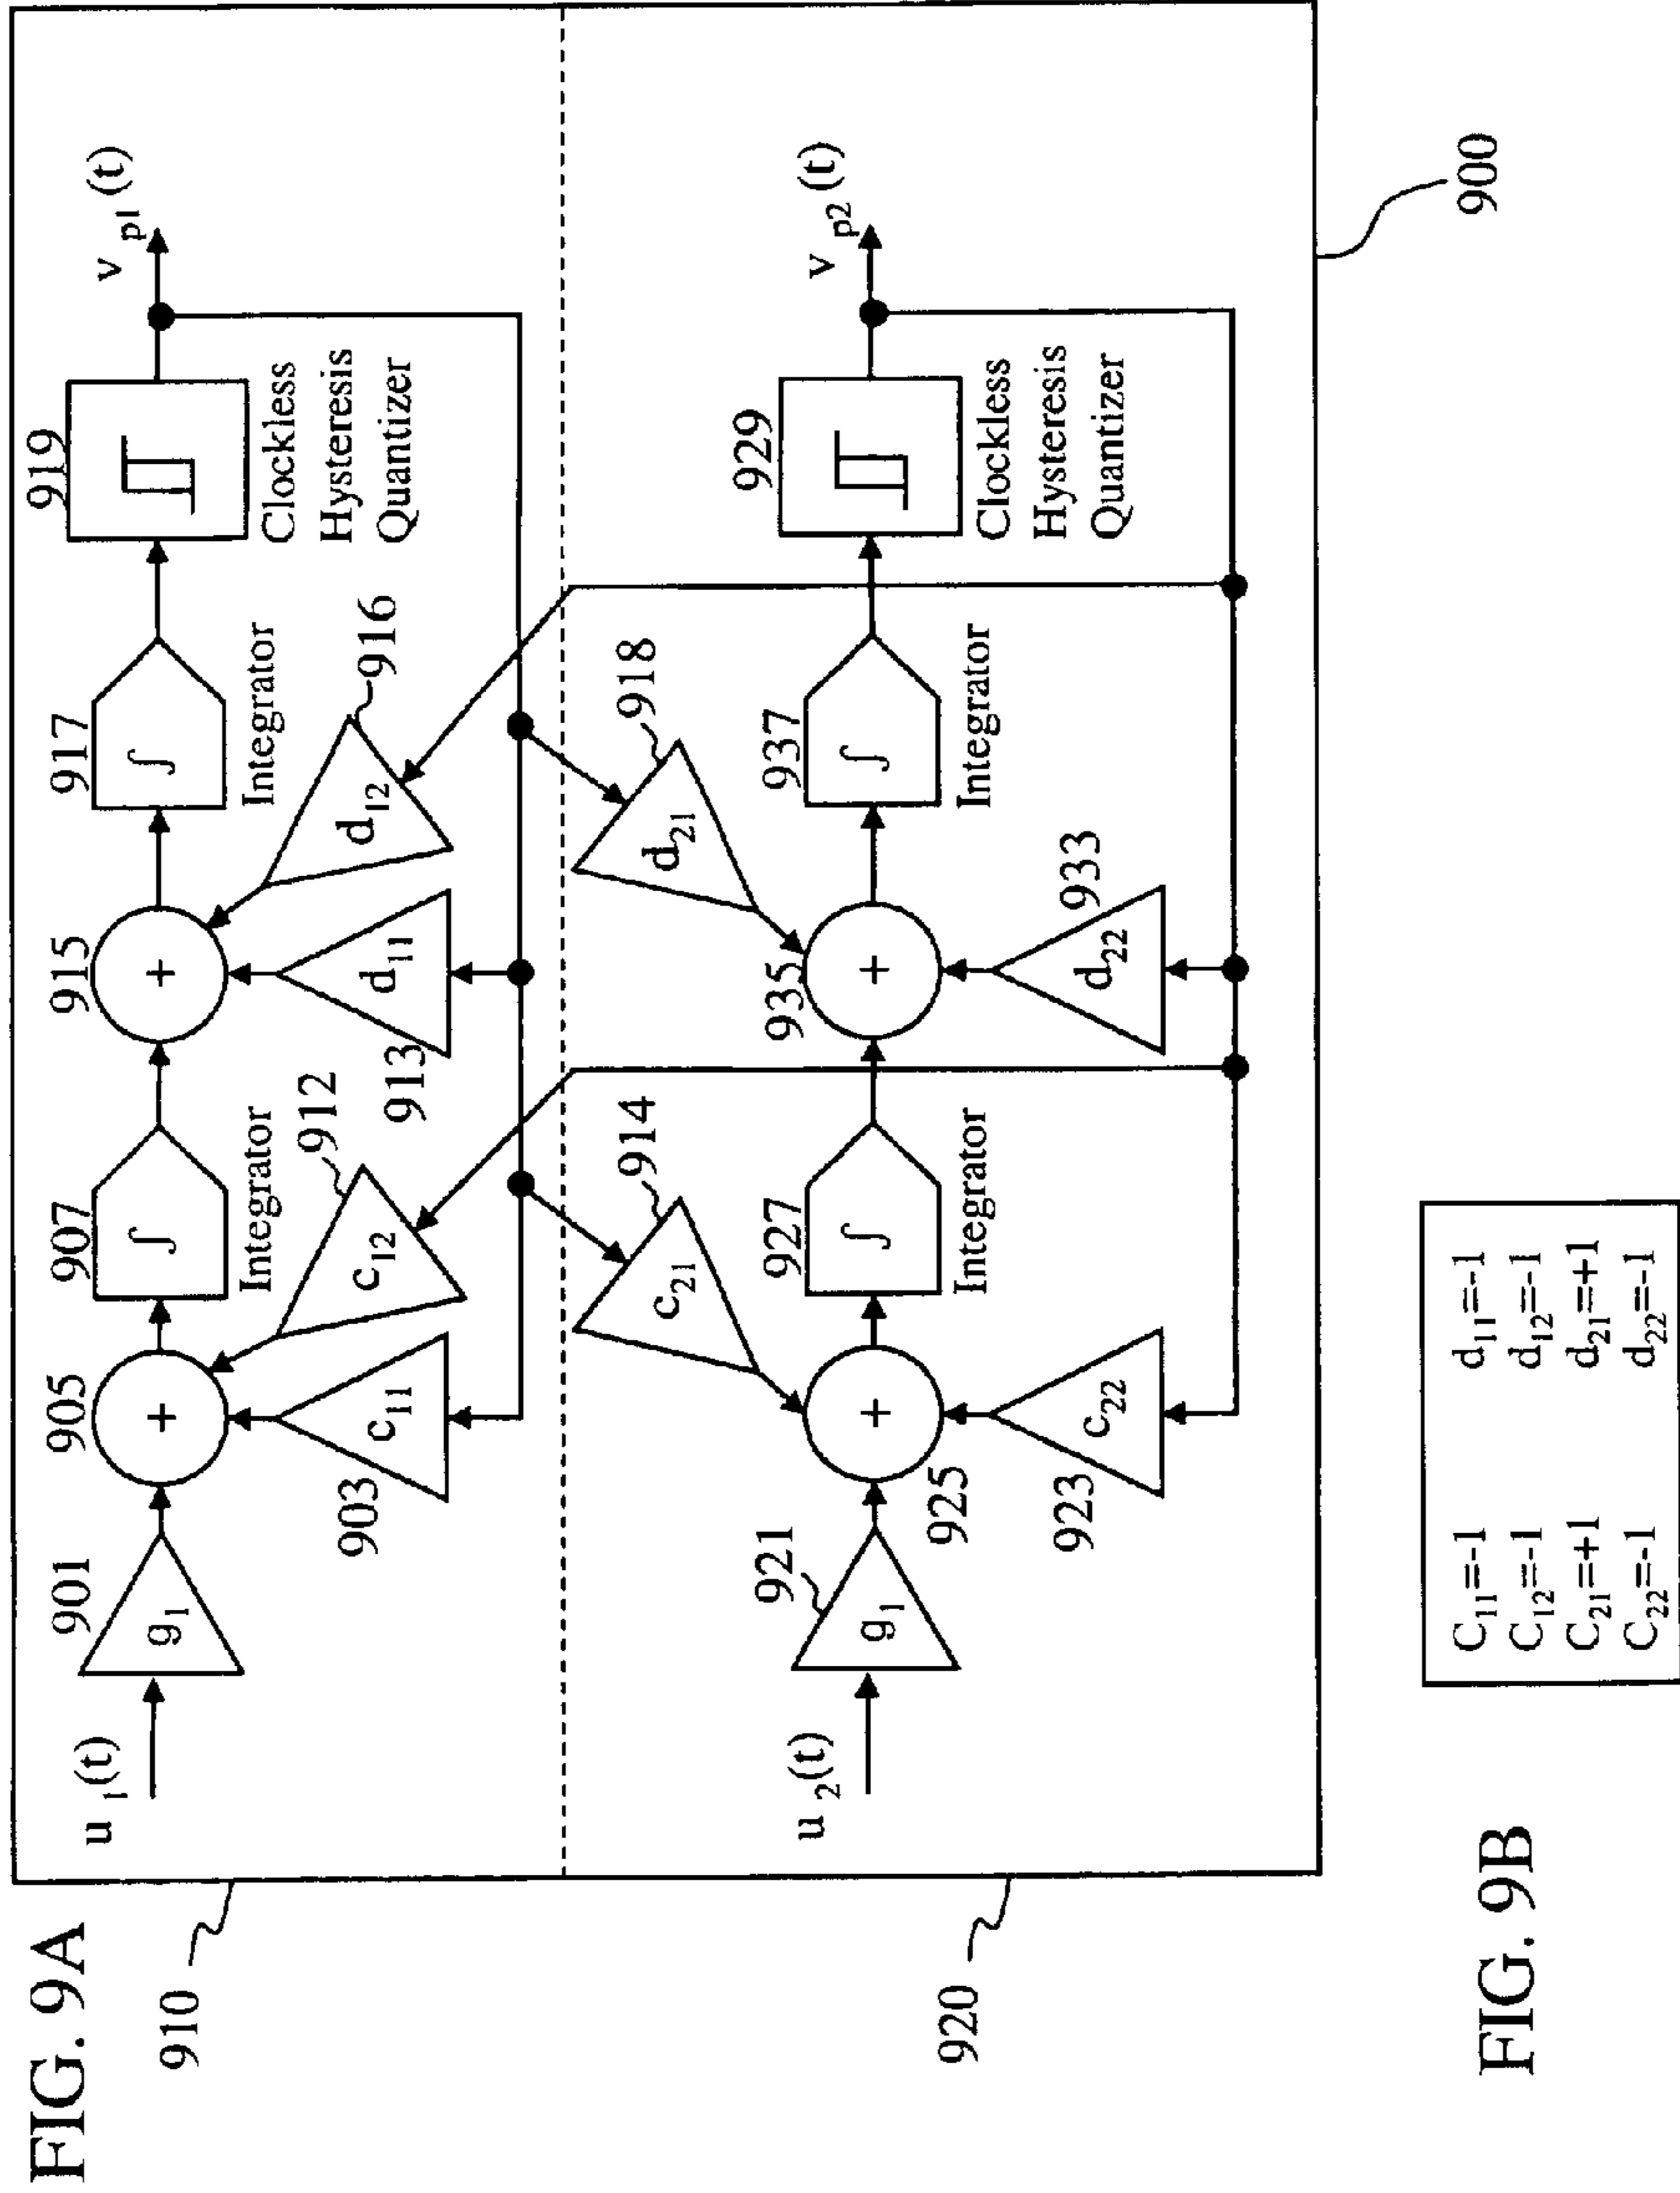 FIG. 9A
910
920
u1(t)
901
g1
905
+
903
c11
912
c12
907
∫
Integrator
915
+
913
d11
916
d12
917
∫
Integrator
919
Clockless
Hysteresis
Quantizer
vp1(t)
u2(t)
921
g1
925
+
923
c22
914
c21
927
∫
Integrator
935
+
933
d22
918
d21
937
∫
Integrator
929
Clockless
Hysteresis
Quantizer
vp2(t)
900
FIG. 9B
C11=-1 d11=-1
C12=-1 d12=-1
C21=+1 d21=+1
C22=-1 d22=-1